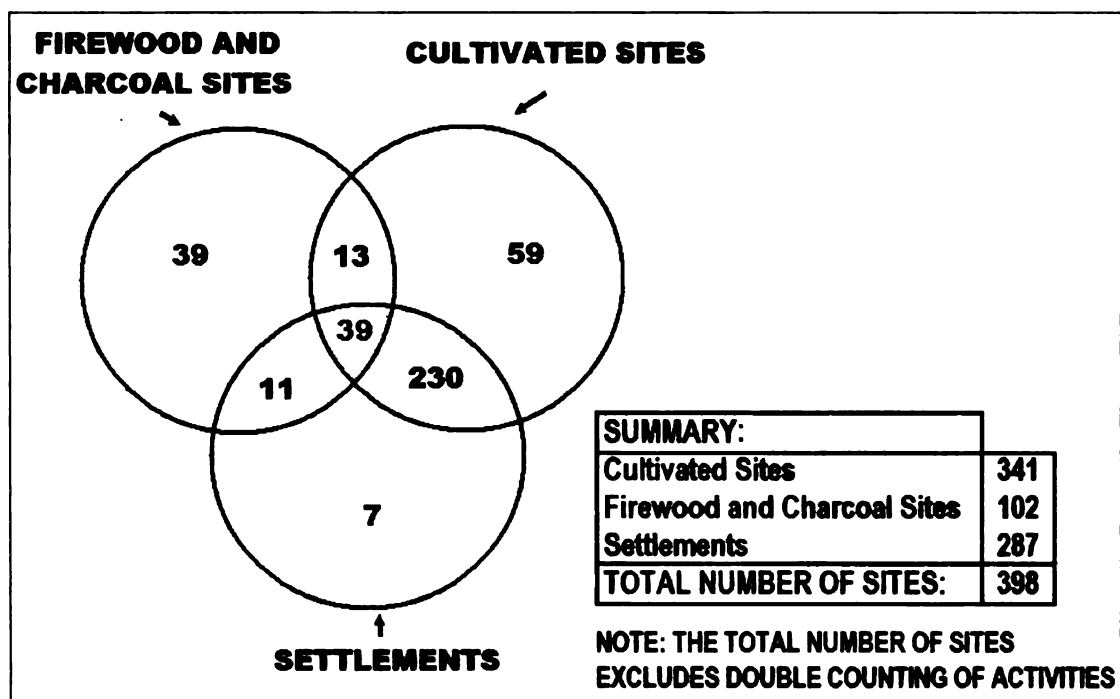 FIREWOOD AND
CHARCOAL SITES
CULTIVATED SITES
39
13
59
39
11
230
7
SETTLEMENTS
SUMMARY:
Cultivated Sites 341
Firewood and Charcoal Sites 102
Settlements 287
TOTAL NUMBER OF SITES: 398
NOTE: THE TOTAL NUMBER OF SITES
EXCLUDES DOUBLE COUNTING OF ACTIVITIES